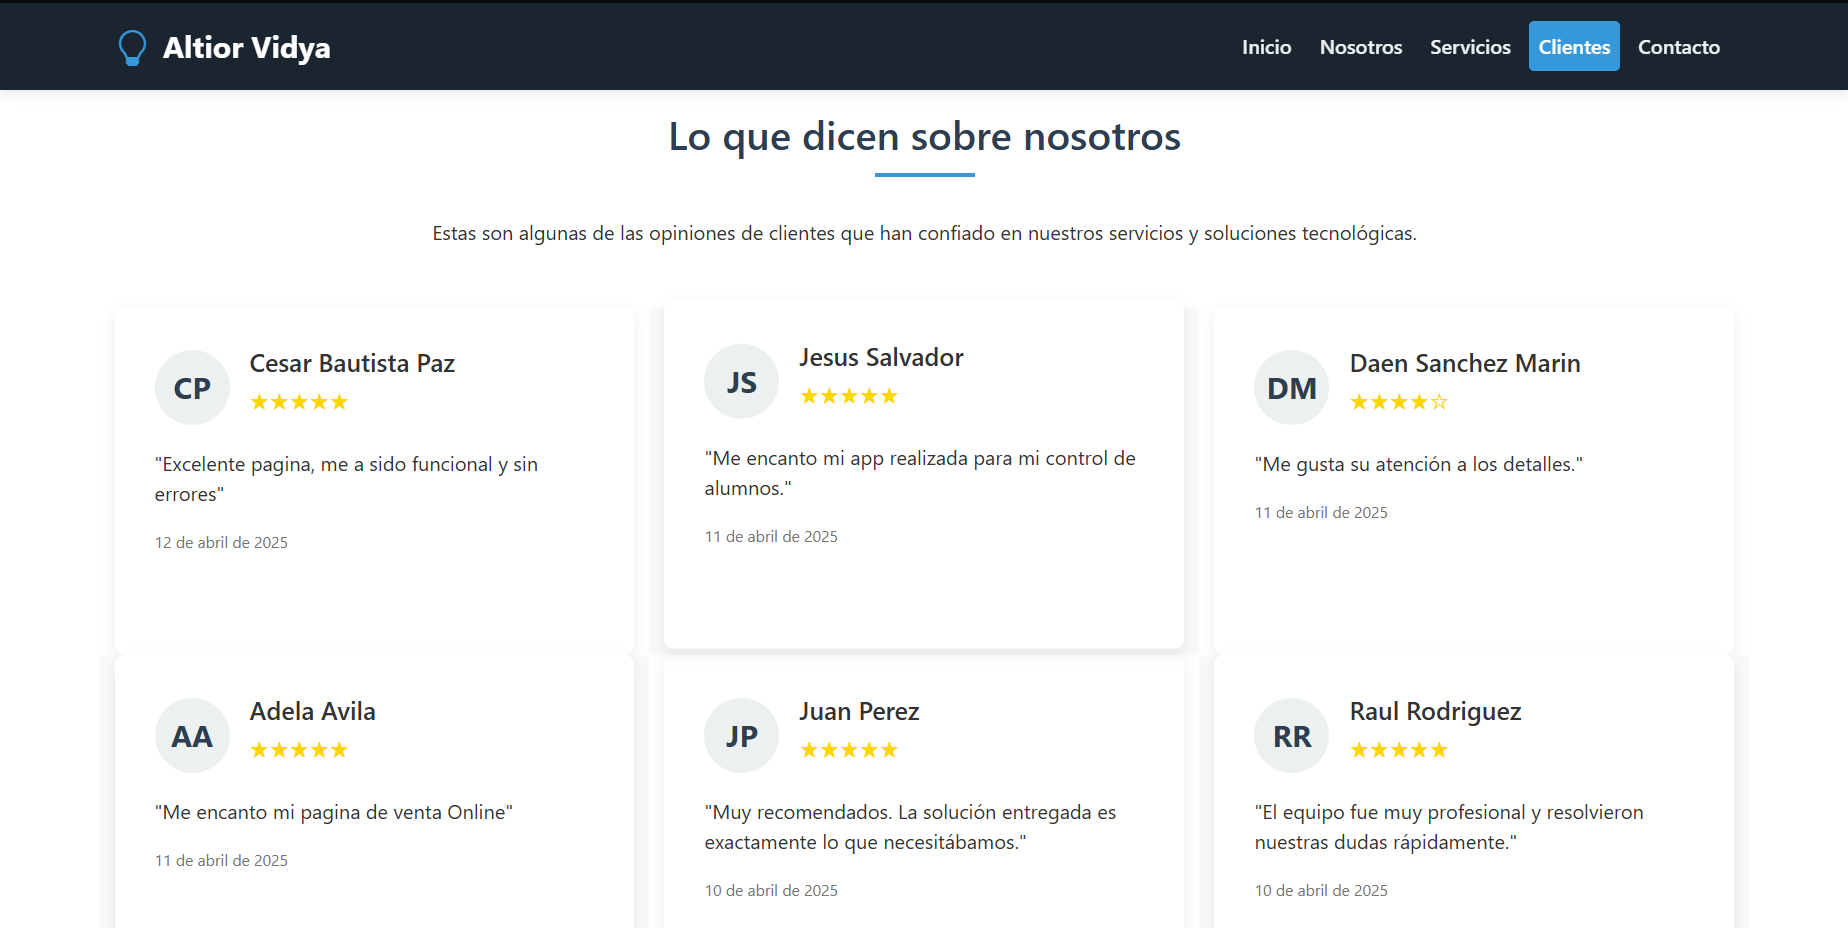 Altior Vidya
Inicio Nosotros Servicios Clientes Contacto
Lo que dicen sobre nosotros
Estas son algunas de las opiniones de clientes que han confiado en nuestros servicios y soluciones tecnológicas.
CP
Cesar Bautista Paz
★★★★★
"Excelente pagina, me a sido funcional y sin
errores"
12 de abril de 2025
JS
Jesus Salvador
★★★★★
"Me encanto mi app realizada para mi control de
alumnos."
11 de abril de 2025
DM
Daen Sanchez Marin
★★★★☆
"Me gusta su atención a los detalles."
11 de abril de 2025
AA
Adela Avila
★★★★★
"Me encanto mi pagina de venta Online"
11 de abril de 2025
JP
Juan Perez
★★★★★
"Muy recomendados. La solución entregada es
exactamente lo que necesitábamos."
10 de abril de 2025
RR
Raul Rodriguez
★★★★★
"El equipo fue muy profesional y resolvieron
nuestras dudas rápidamente."
10 de abril de 2025